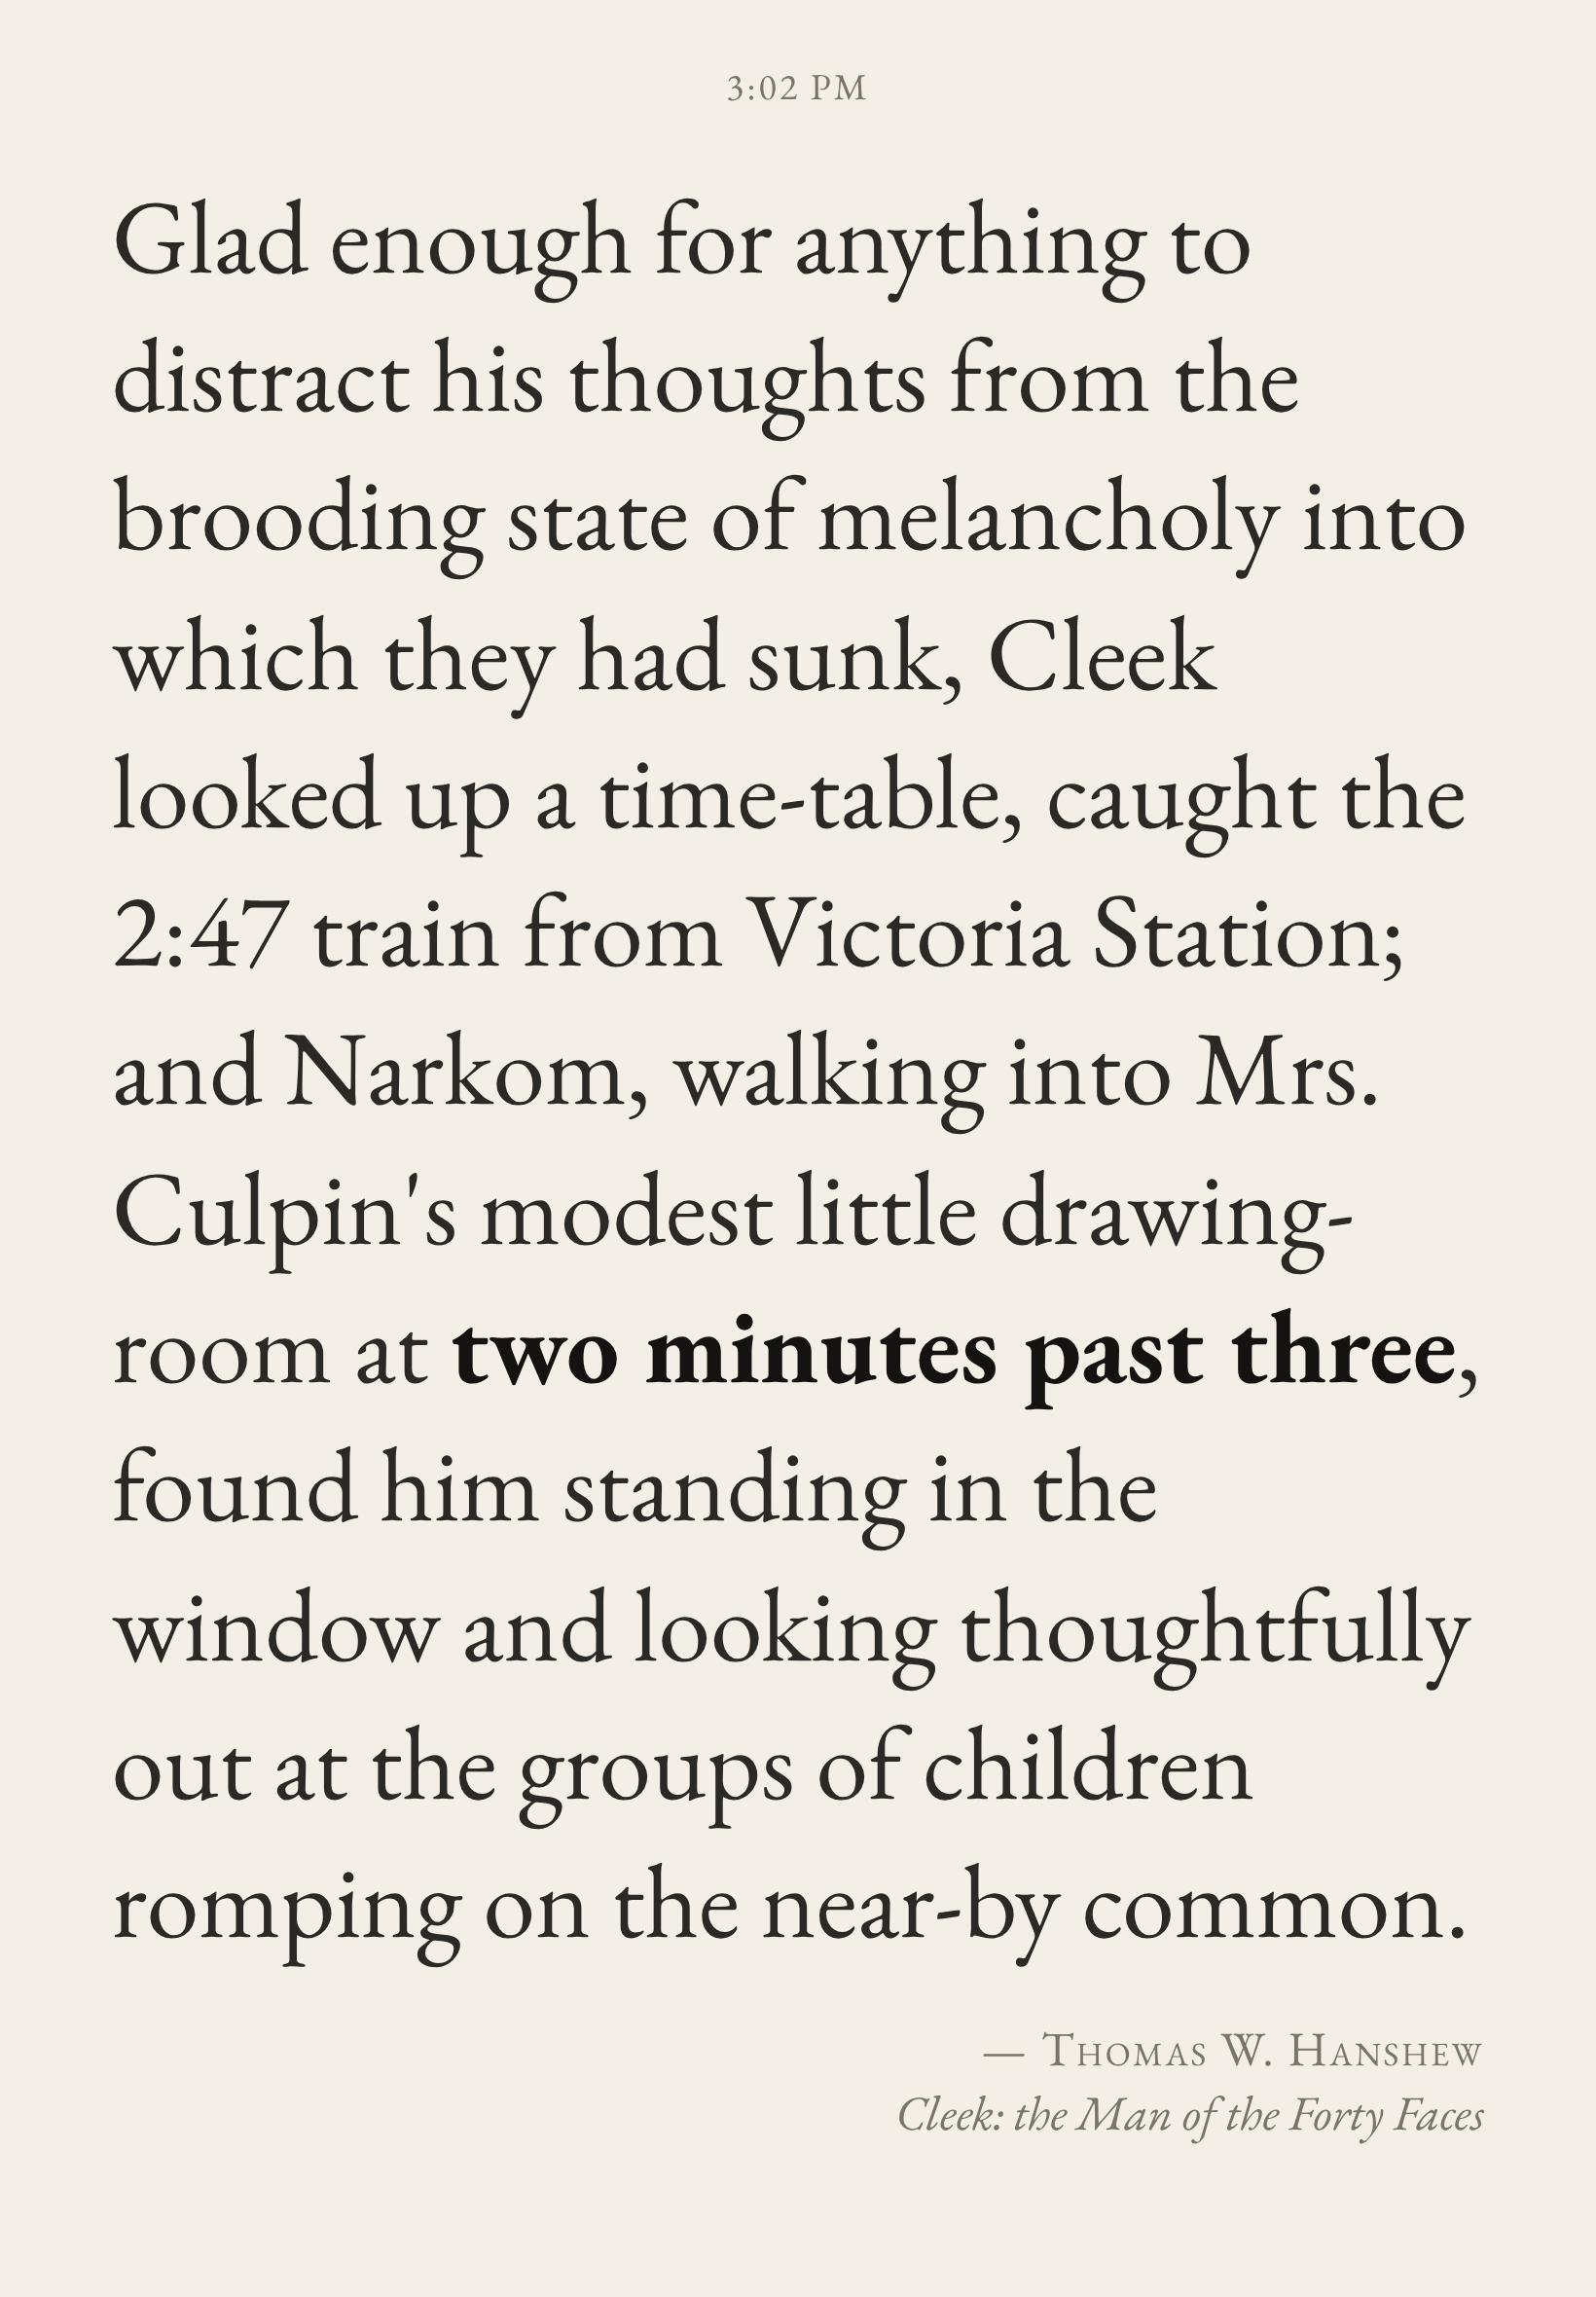 3:02 PM
Glad enough for anything to
distract his thoughts from the
brooding state of melancholy into
which they had sunk, Cleek
looked up a time-table, caught the
2:47 train from Victoria Station;
and Narkom, walking into Mrs.
Culpin's modest little drawing-
room at two minutes past three,
found him standing in the
window and looking thoughtfully
out at the groups of children
romping on the near-by common.
— Thomas W. Hanshew
Cleek: the Man of the Forty Faces